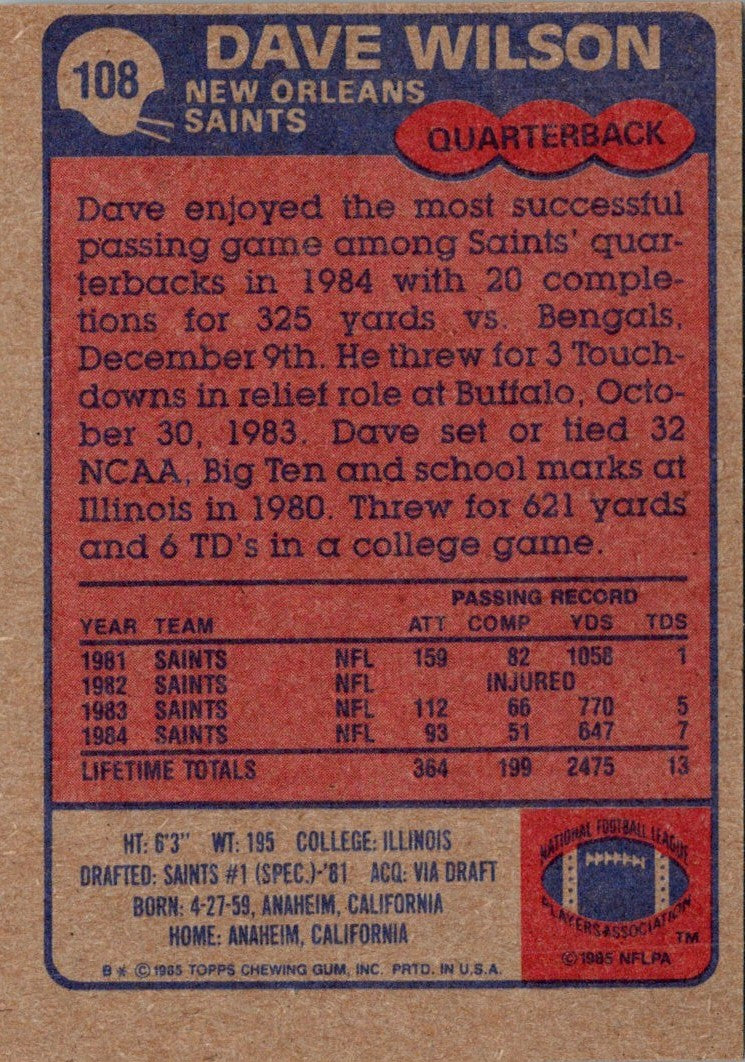 108
DAVE WILSON
NEW ORLEANS
SAINTS
QUARTERBACK
Dave enjoyed the most successful
passing game among Saints' quar-
terbacks in 1984 with 20 comple-
tions for 325 yards vs. Bengals,
December 9th. He threw for 3 Touch-
downs in relief role at Buffalo, Octo-
ber 30, 1983. Dave set or tied 32
NCAA, Big Ten and school marks at
Illinois in 1980. Threw for 621 yards
and 6 TD's in a college game.
PASSING RECORD
YEAR TEAM ATT COMP YDS TDS
1981 SAINTS NFL 159 82 1058 1
1982 SAINTS NFL INJURED
1983 SAINTS NFL 112 66 770 5
1984 SAINTS NFL 93 51 647 7
LIFETIME TOTALS 364 199 2475 13
HT: 6'3" WT: 195 COLLEGE: ILLINOIS
DRAFTED: SAINTS #1 (SPEC.)-'81 ACQ: VIA DRAFT
BORN: 4-27-59, ANAHEIM, CALIFORNIA
HOME: ANAHEIM, CALIFORNIA
B * © 1985 TOPPS CHEWING GUM, INC. PRTD. IN U.S.A.
NATIONAL FOOTBALL LEAGUE
PLAYERS ASSOCIATION
TM
© 1985 NFLPA